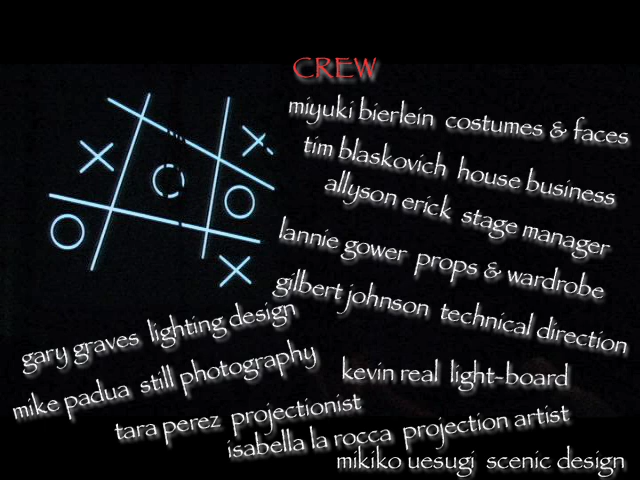 CREW
miyuki bierlein costumes & faces
tim blaskovich house business
allyson erick stage manager
lannie gower props & wardrobe
gilbert johnson technical direction
gary graves lighting design
mike padua still photography
kevin real light-board
tara perez projectionist
isabella la rocca projection artist
mikiko uesugi scenic design